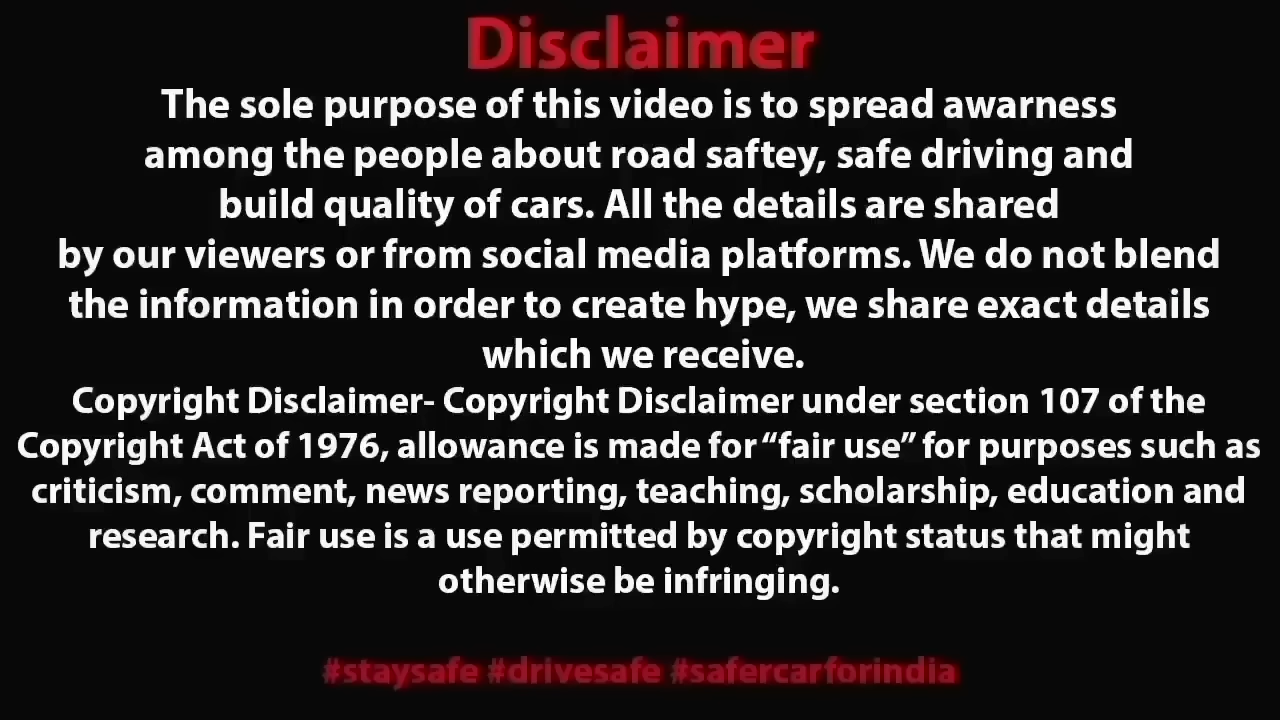 Disclaimer
The sole purpose of this video is to spread awarness
among the people about road saftey, safe driving and
build quality of cars. All the details are shared
by our viewers or from social media platforms. We do not blend
the information in order to create hype, we share exact details
which we receive.
Copyright Disclaimer- Copyright Disclaimer under section 107 of the
Copyright Act of 1976, allowance is made for “fair use” for purposes such as
criticism, comment, news reporting, teaching, scholarship, education and
research. Fair use is a use permitted by copyright status that might
otherwise be infringing.
#staysafe #drivesafe #safercarforindia